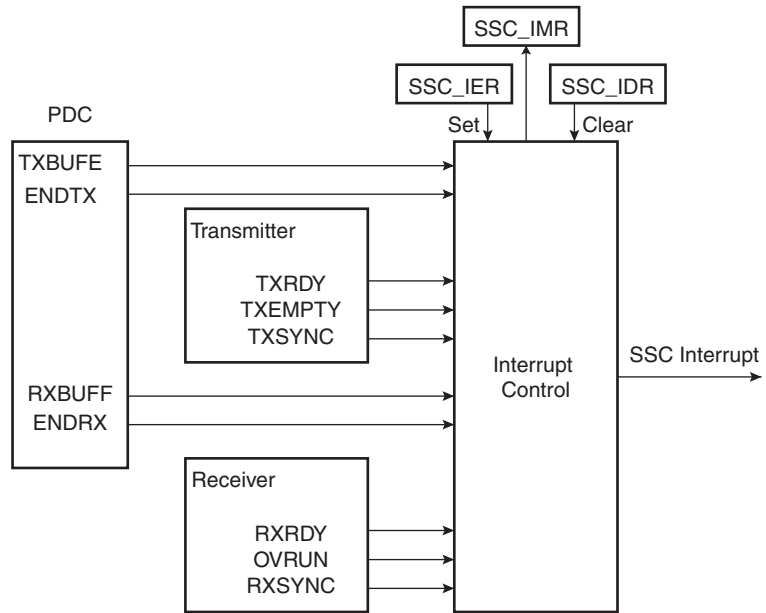 SSC_IMR
SSC_IER
SSC_IDR
PDC
Set
Clear
TXBUFE
ENDTX
Transmitter
TXRDY
TXEMPTY
TXSYNC
RXBUFF
ENDRX
Interrupt
Control
SSC Interrupt
Receiver
RXRDY
OVRUN
RXSYNC